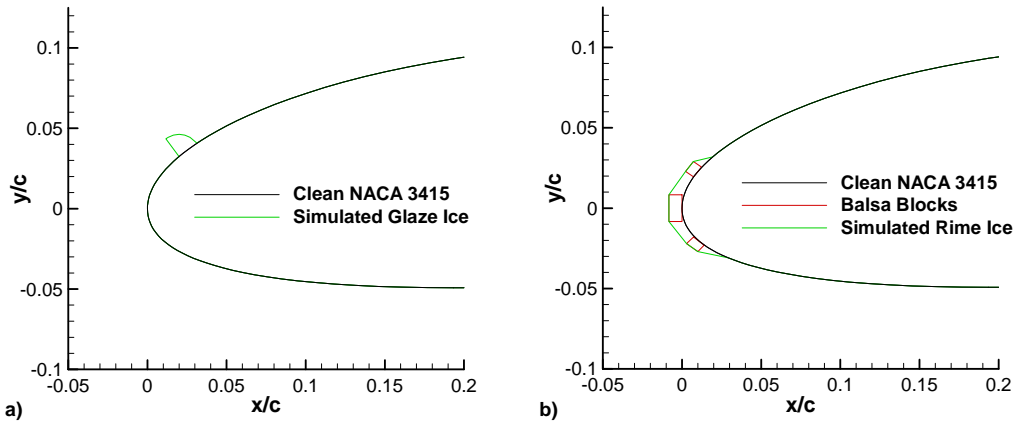 0.1
0.05
0
-0.05
-0.1
y/c
-0.05 0 0.05 0.1 0.15 0.2
x/c
Clean NACA 3415
Simulated Glaze Ice
a)
0.1
0.05
0
-0.05
-0.1
y/c
-0.05 0 0.05 0.1 0.15 0.2
x/c
Clean NACA 3415
Balsa Blocks
Simulated Rime Ice
b)